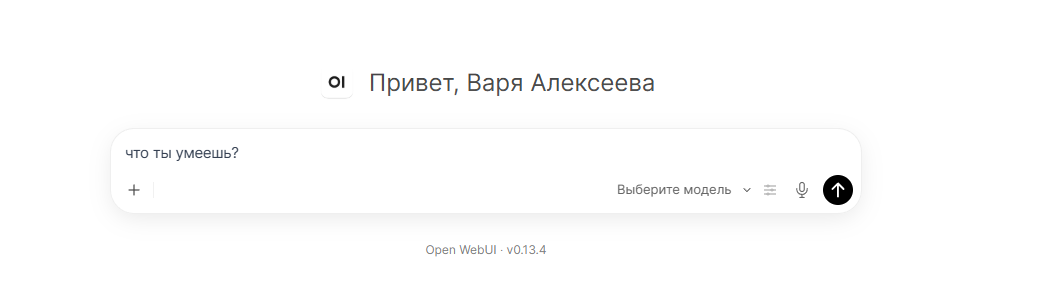 OI Привет, Варя Алексеева
что ты умеешь?
Выберите модель
Open WebUI · v0.13.4